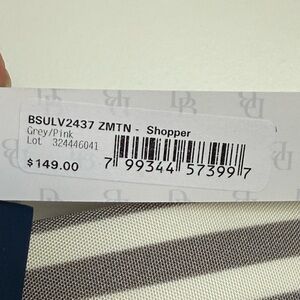 BSULV2437 ZMTN - Shopper
Grey/Pink
Lot 324446041
$149.00
7 99344 57399 7